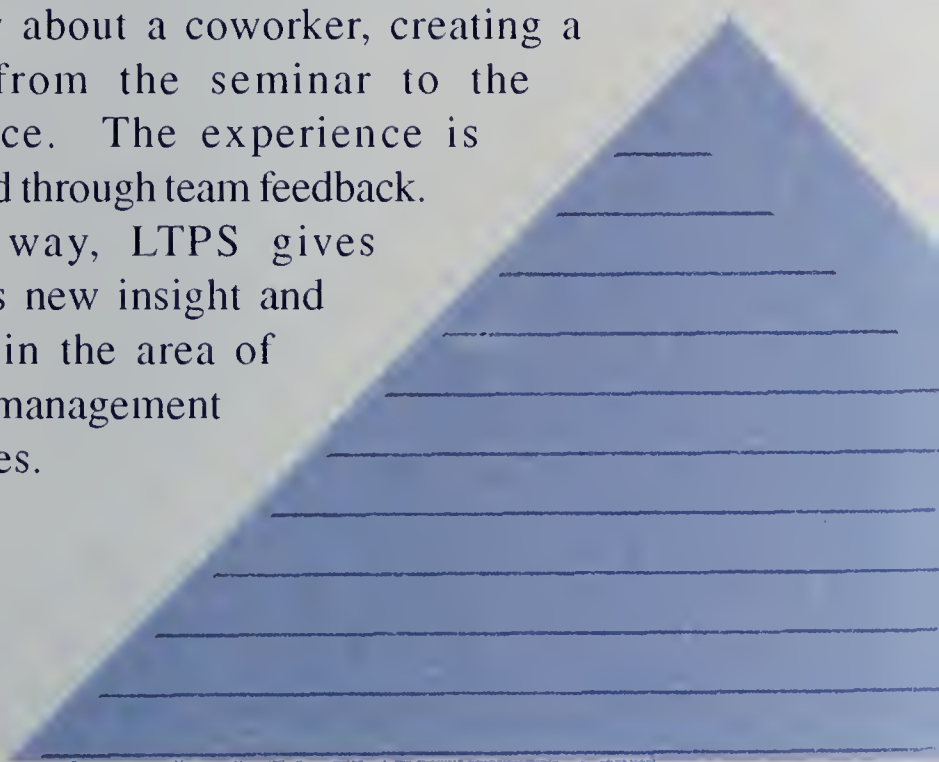 about a coworker, creating a
from the seminar to the
ce. The experience is
d through team feedback.
way, LTPS gives
s new insight and
in the area of
management
es.